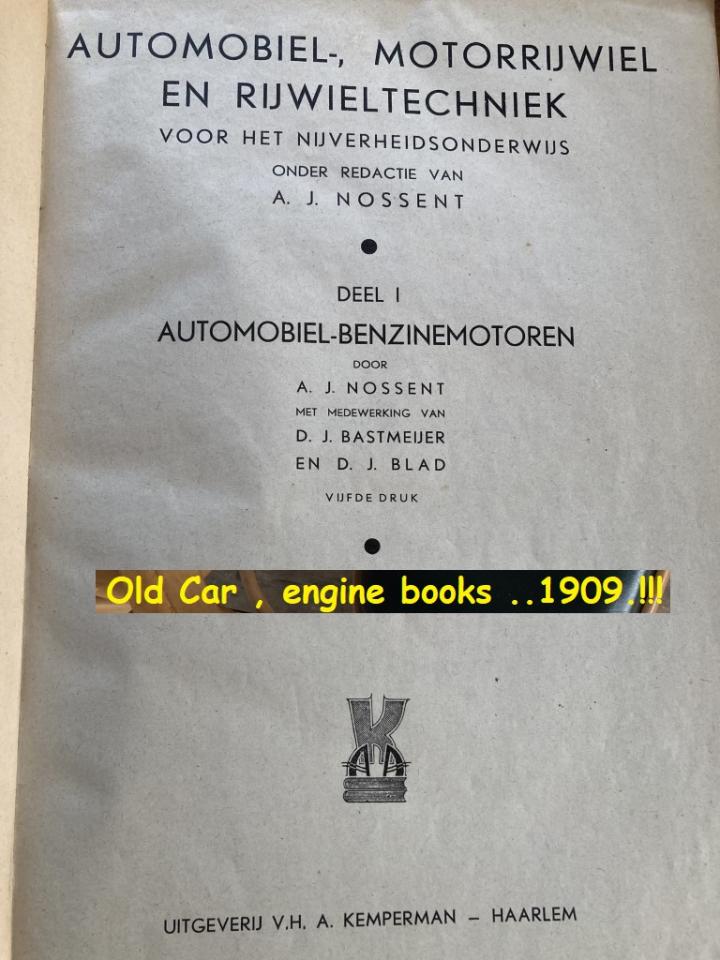 AUTOMOBIEL-, MOTORRIJWIEL
EN RIJWIELTECHNIEK
VOOR HET NIJVERHEIDSONDERWIJS
ONDER REDACTIE VAN
A. J. NOSSENT
DEEL I
AUTOMOBIEL-BENZINEMOTOREN
DOOR
A. J. NOSSENT
MET MEDEWERKING VAN
D. J. BASTMEIJER
EN D. J. BLAD
VIJFDE DRUK
Old Car , engine books ..1909.!!!
K
UITGEVERIJ V.H. A. KEMPERMAN – HAARLEM